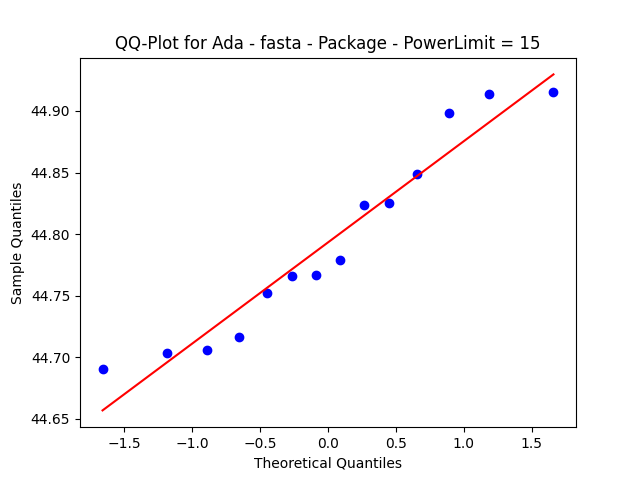 QQ-Plot for Ada - fasta - Package - PowerLimit = 15
44.90
44.85
44.80
44.75
44.70
44.65
Sample Quantiles
−1.5 −1.0 −0.5 0.0 0.5 1.0 1.5
Theoretical Quantiles